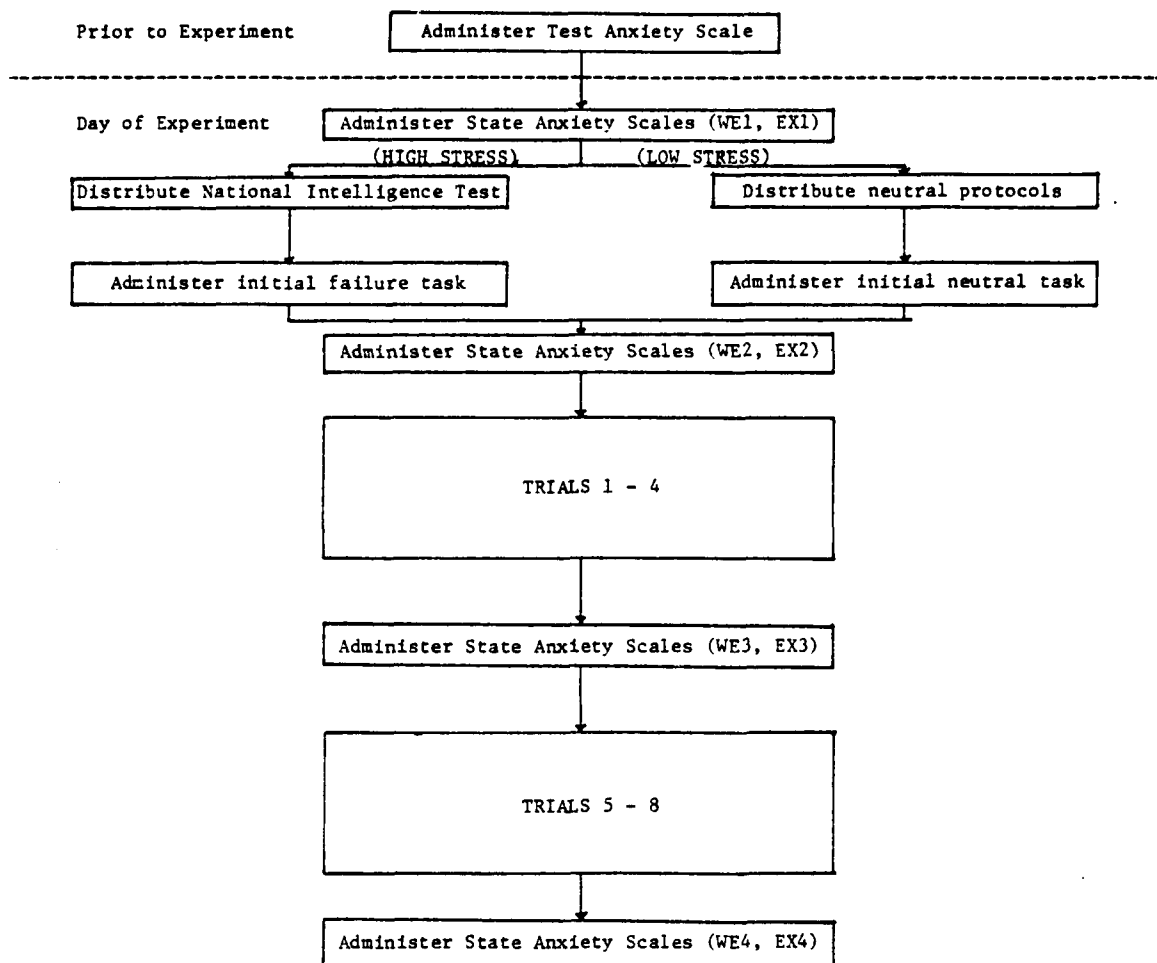 Prior to Experiment
Administer Test Anxiety Scale
Day of Experiment
Administer State Anxiety Scales (WE1, EX1)
(HIGH STRESS)
(LOW STRESS)
Distribute National Intelligence Test
Distribute neutral protocols
Administer initial failure task
Administer initial neutral task
Administer State Anxiety Scales (WE2, EX2)
TRIALS 1 - 4
Administer State Anxiety Scales (WE3, EX3)
TRIALS 5 - 8
Administer State Anxiety Scales (WE4, EX4)